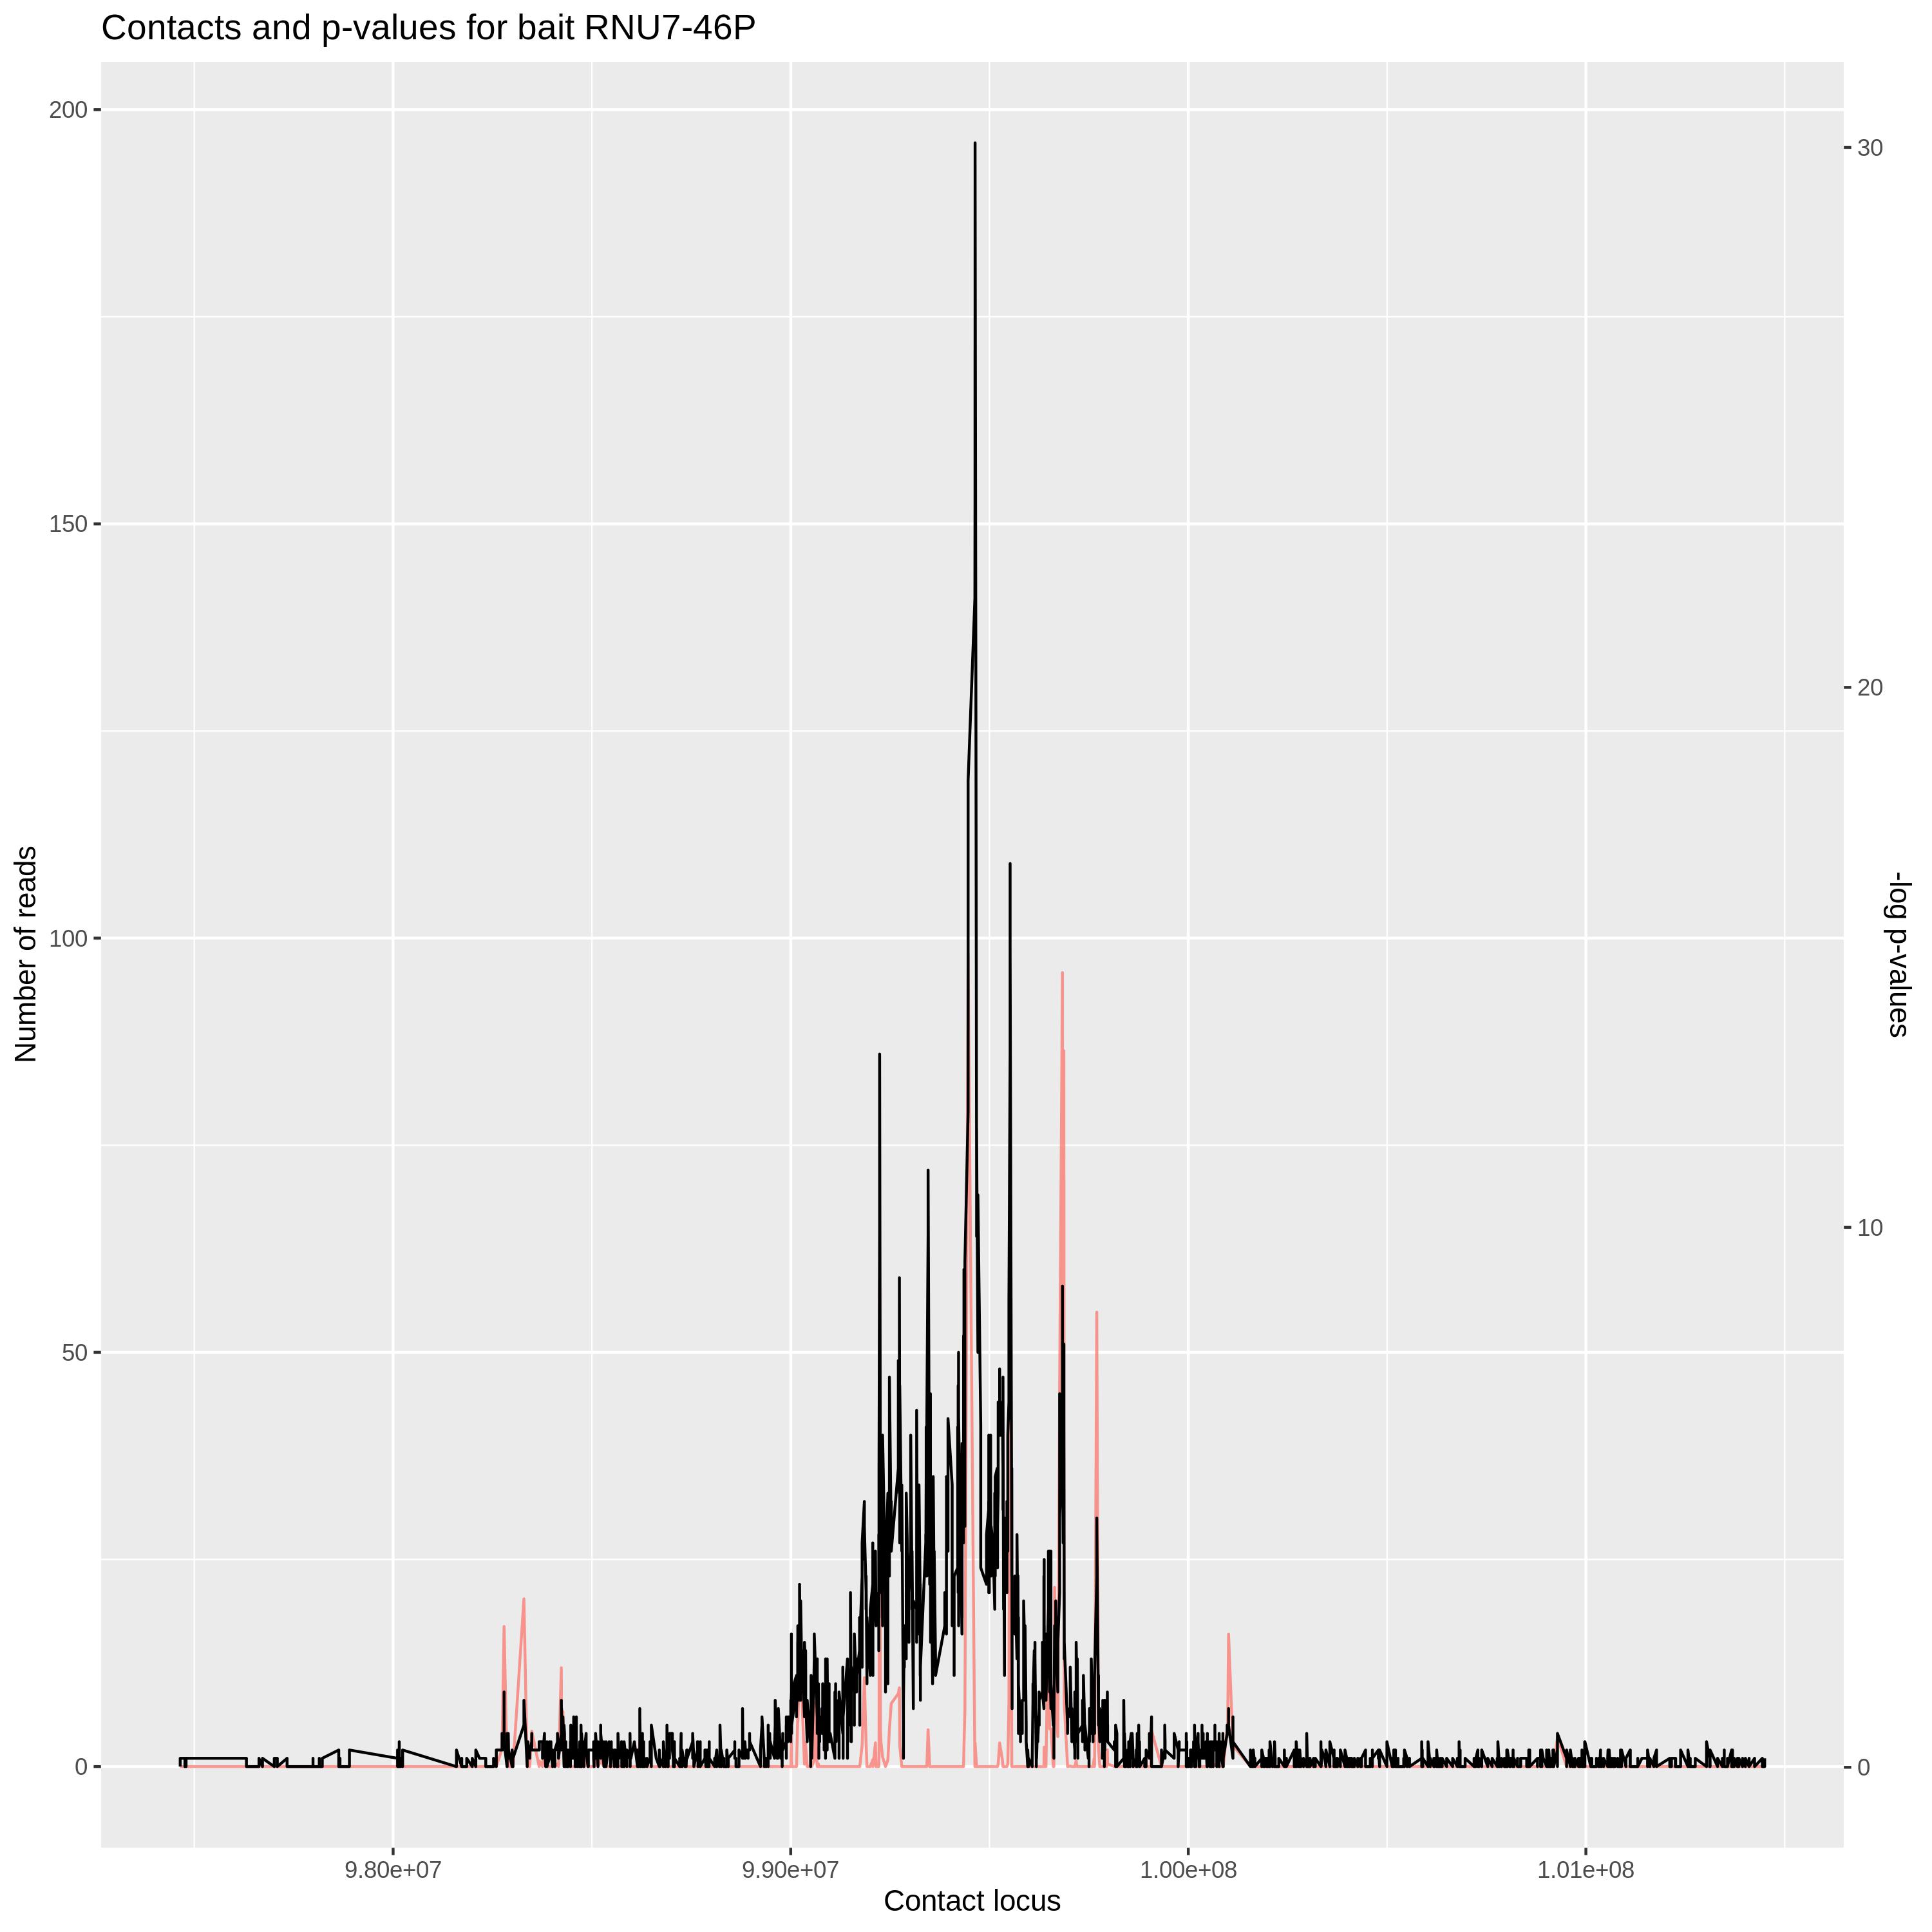 Contacts and p-values for bait RNU7-46P
200
150
100
50
0
Number of reads
30
20
10
0
-log p-values
9.80e+07
9.90e+07
1.00e+08
1.01e+08
Contact locus